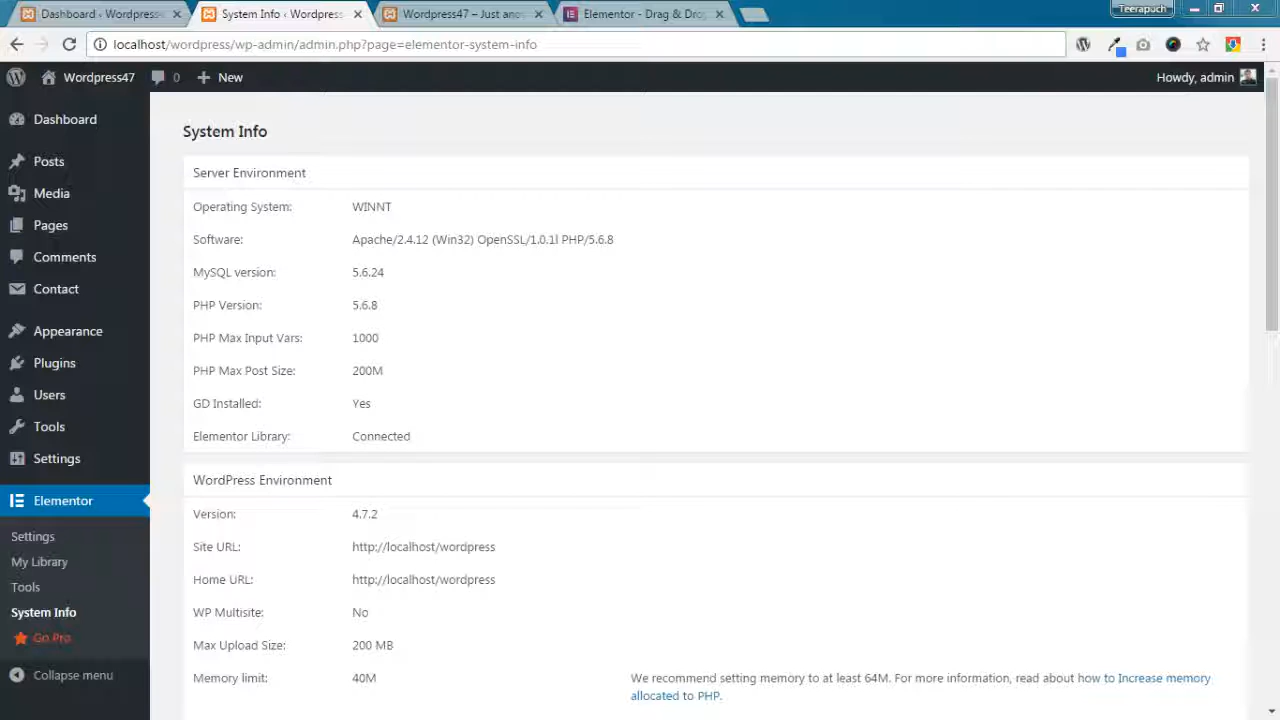 Dashboard ‹ Wordpress
System Info ‹ Wordpress
Wordpress47 – Just ano
Elementor - Drag & Drop
Teerapuch
localhost/wordpress/wp-admin/admin.php?page=elementor-system-info
Wordpress47
0
New
Howdy, admin
Dashboard
Posts
Media
Pages
Comments
Contact
Appearance
Plugins
Users
Tools
Settings
Elementor
Settings
My Library
Tools
System Info
Go Pro
Collapse menu
System Info
Server Environment
Operating System: WINNT
Software: Apache/2.4.12 (Win32) OpenSSL/1.0.1l PHP/5.6.8
MySQL version: 5.6.24
PHP Version: 5.6.8
PHP Max Input Vars: 1000
PHP Max Post Size: 200M
GD Installed: Yes
Elementor Library: Connected
WordPress Environment
Version: 4.7.2
Site URL: http://localhost/wordpress
Home URL: http://localhost/wordpress
WP Multisite: No
Max Upload Size: 200 MB
Memory limit: 40M We recommend setting memory to at least 64M. For more information, read about how to Increase memory
allocated to PHP.